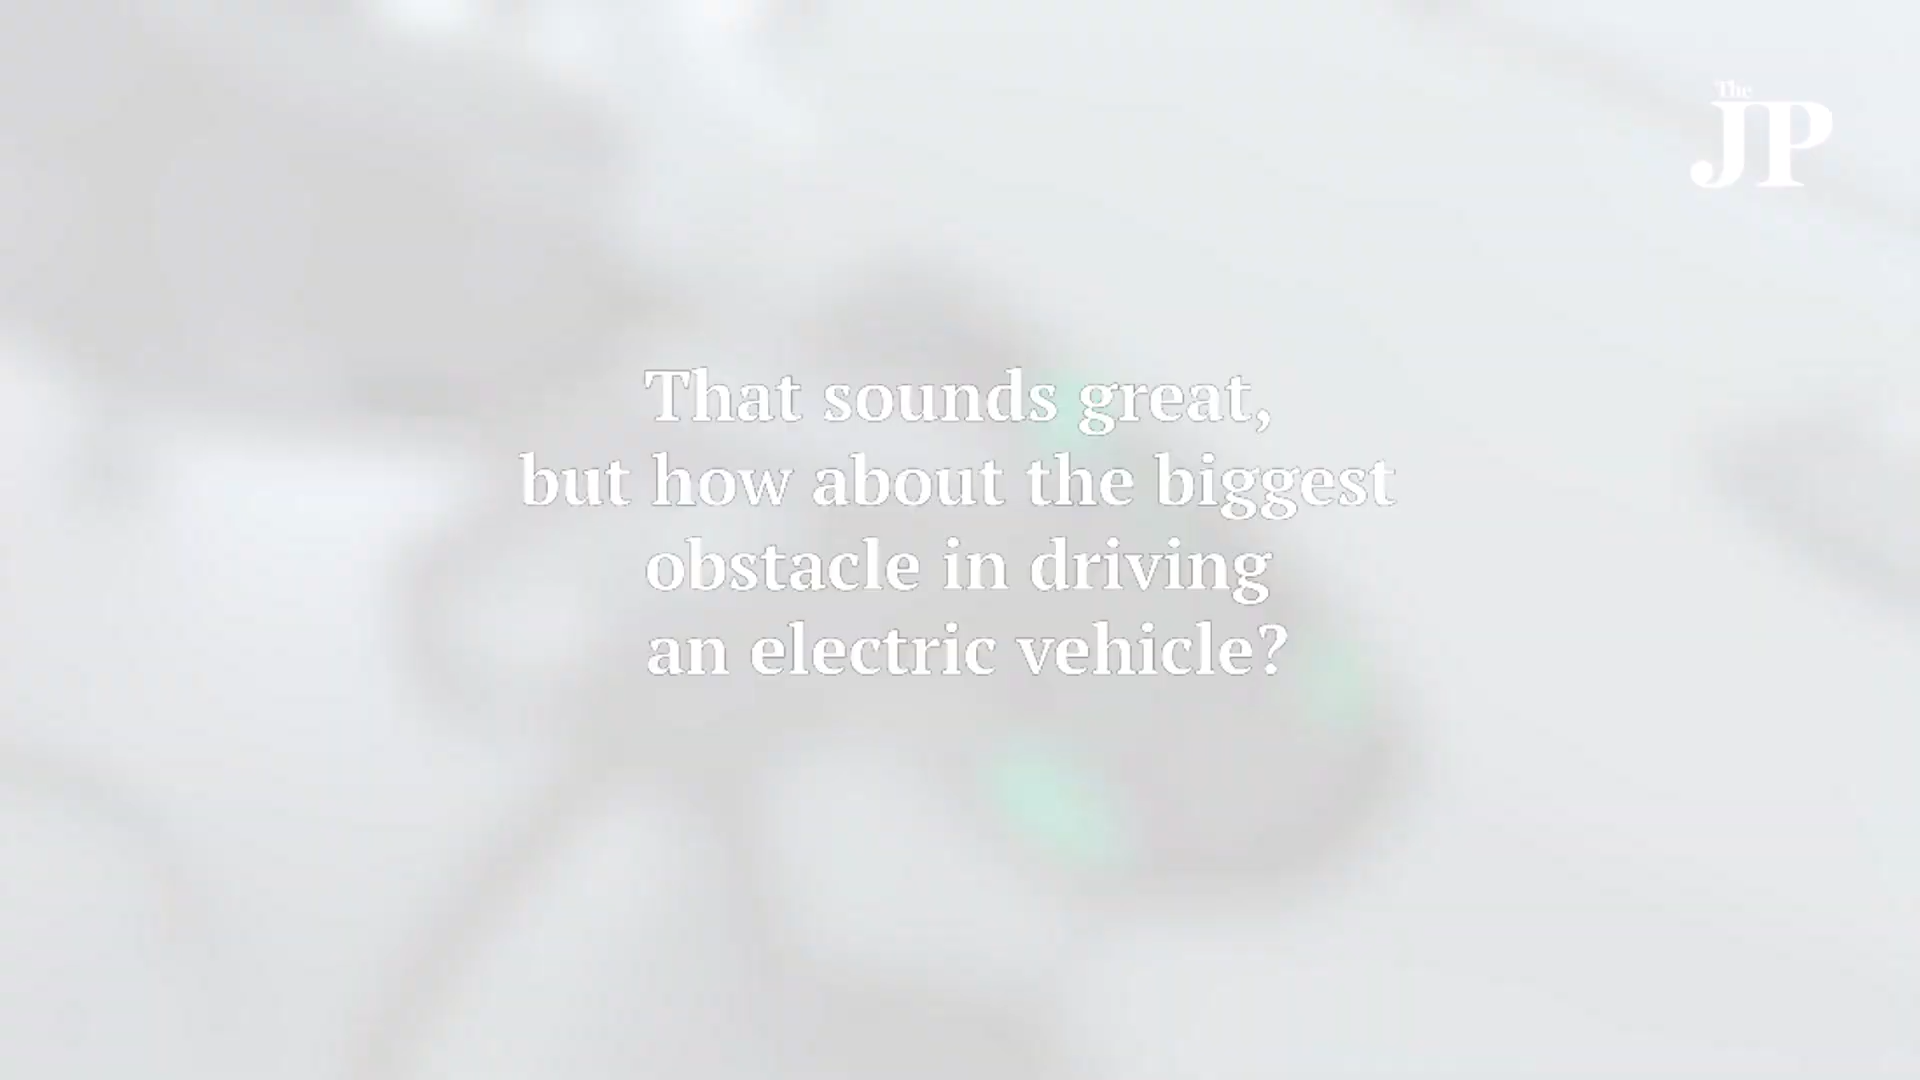 The
JP
That sounds great,
but how about the biggest
obstacle in driving
an electric vehicle?